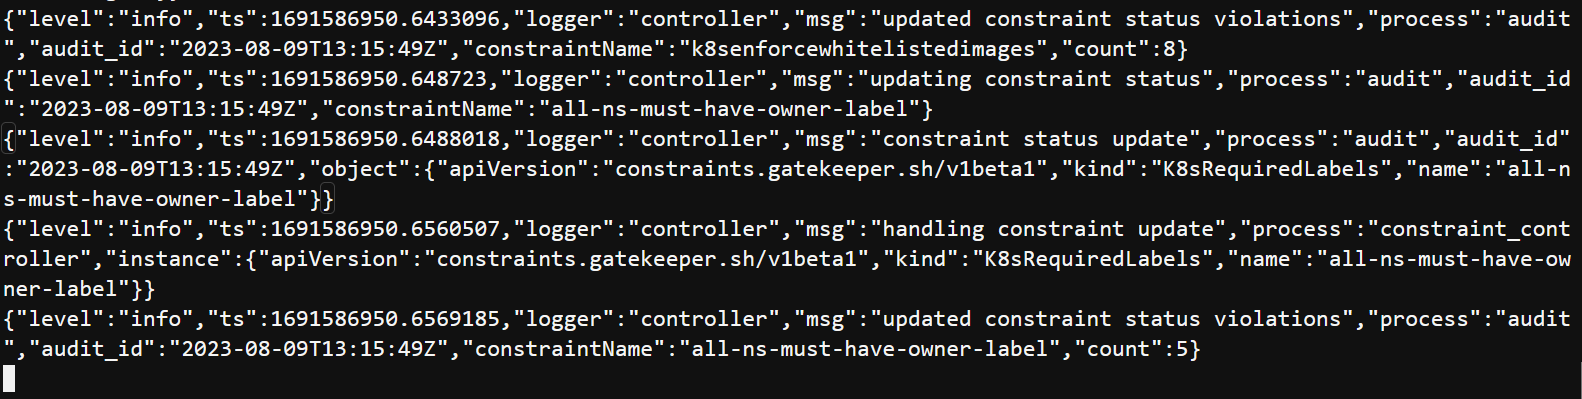 {"level":"info","ts":1691586950.6433096,"logger":"controller","msg":"updated constraint status violations","process":"audit
","audit_id":"2023-08-09T13:15:49Z","constraintName":"k8senforcewhitelistedimages","count":8}
{"level":"info","ts":1691586950.648723,"logger":"controller","msg":"updating constraint status","process":"audit","audit_id
":"2023-08-09T13:15:49Z","constraintName":"all-ns-must-have-owner-label"}
{"level":"info","ts":1691586950.6488018,"logger":"controller","msg":"constraint status update","process":"audit","audit_id"
:"2023-08-09T13:15:49Z","object":{"apiVersion":"constraints.gatekeeper.sh/v1beta1","kind":"K8sRequiredLabels","name":"all-n
s-must-have-owner-label"}}
{"level":"info","ts":1691586950.6560507,"logger":"controller","msg":"handling constraint update","process":"constraint_cont
roller","instance":{"apiVersion":"constraints.gatekeeper.sh/v1beta1","kind":"K8sRequiredLabels","name":"all-ns-must-have-ow
ner-label"}}
{"level":"info","ts":1691586950.6569185,"logger":"controller","msg":"updated constraint status violations","process":"audit
","audit_id":"2023-08-09T13:15:49Z","constraintName":"all-ns-must-have-owner-label","count":5}